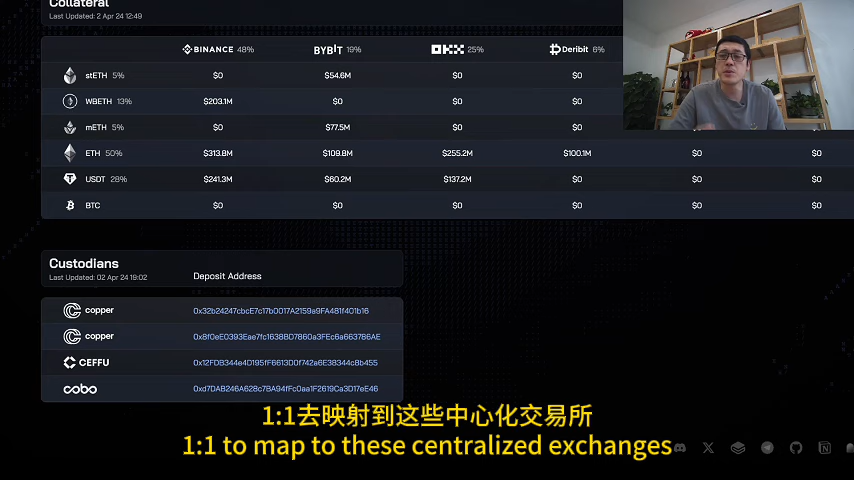 Collateral
Last Updated: 2 Apr 24 12:49
BINANCE 48% BYBIT 19% OKX 25% Deribit 6%
stETH 5% $0 $54.6M $0 $0
WBETH 13% $203.1M $0 $0 $0
mETH 5% $0 $77.5M $0 $0
ETH 50% $313.8M $109.8M $255.2M $100.1M $0 $0
USDT 28% $241.3M $60.2M $137.2M $0 $0 $0
BTC $0 $0 $0 $0 $0 $0
Custodians
Last Updated: 02 Apr 24 19:02
Deposit Address
copper 0x32b24247cbcE7c17bD017A2159a9FA481f401b16
copper 0x8f0eE0393Eae7fc1638BD7860a3FEc6a663786AE
CEFFU 0x12FDB344e4D195fF6613D0f742a6E38344c8b455
cobo 0xd7DAB246A628c7BA94fFc0aa1F2619Ca3D17eE46
1:1去映射到这些中心化交易所
1:1 to map to these centralized exchanges